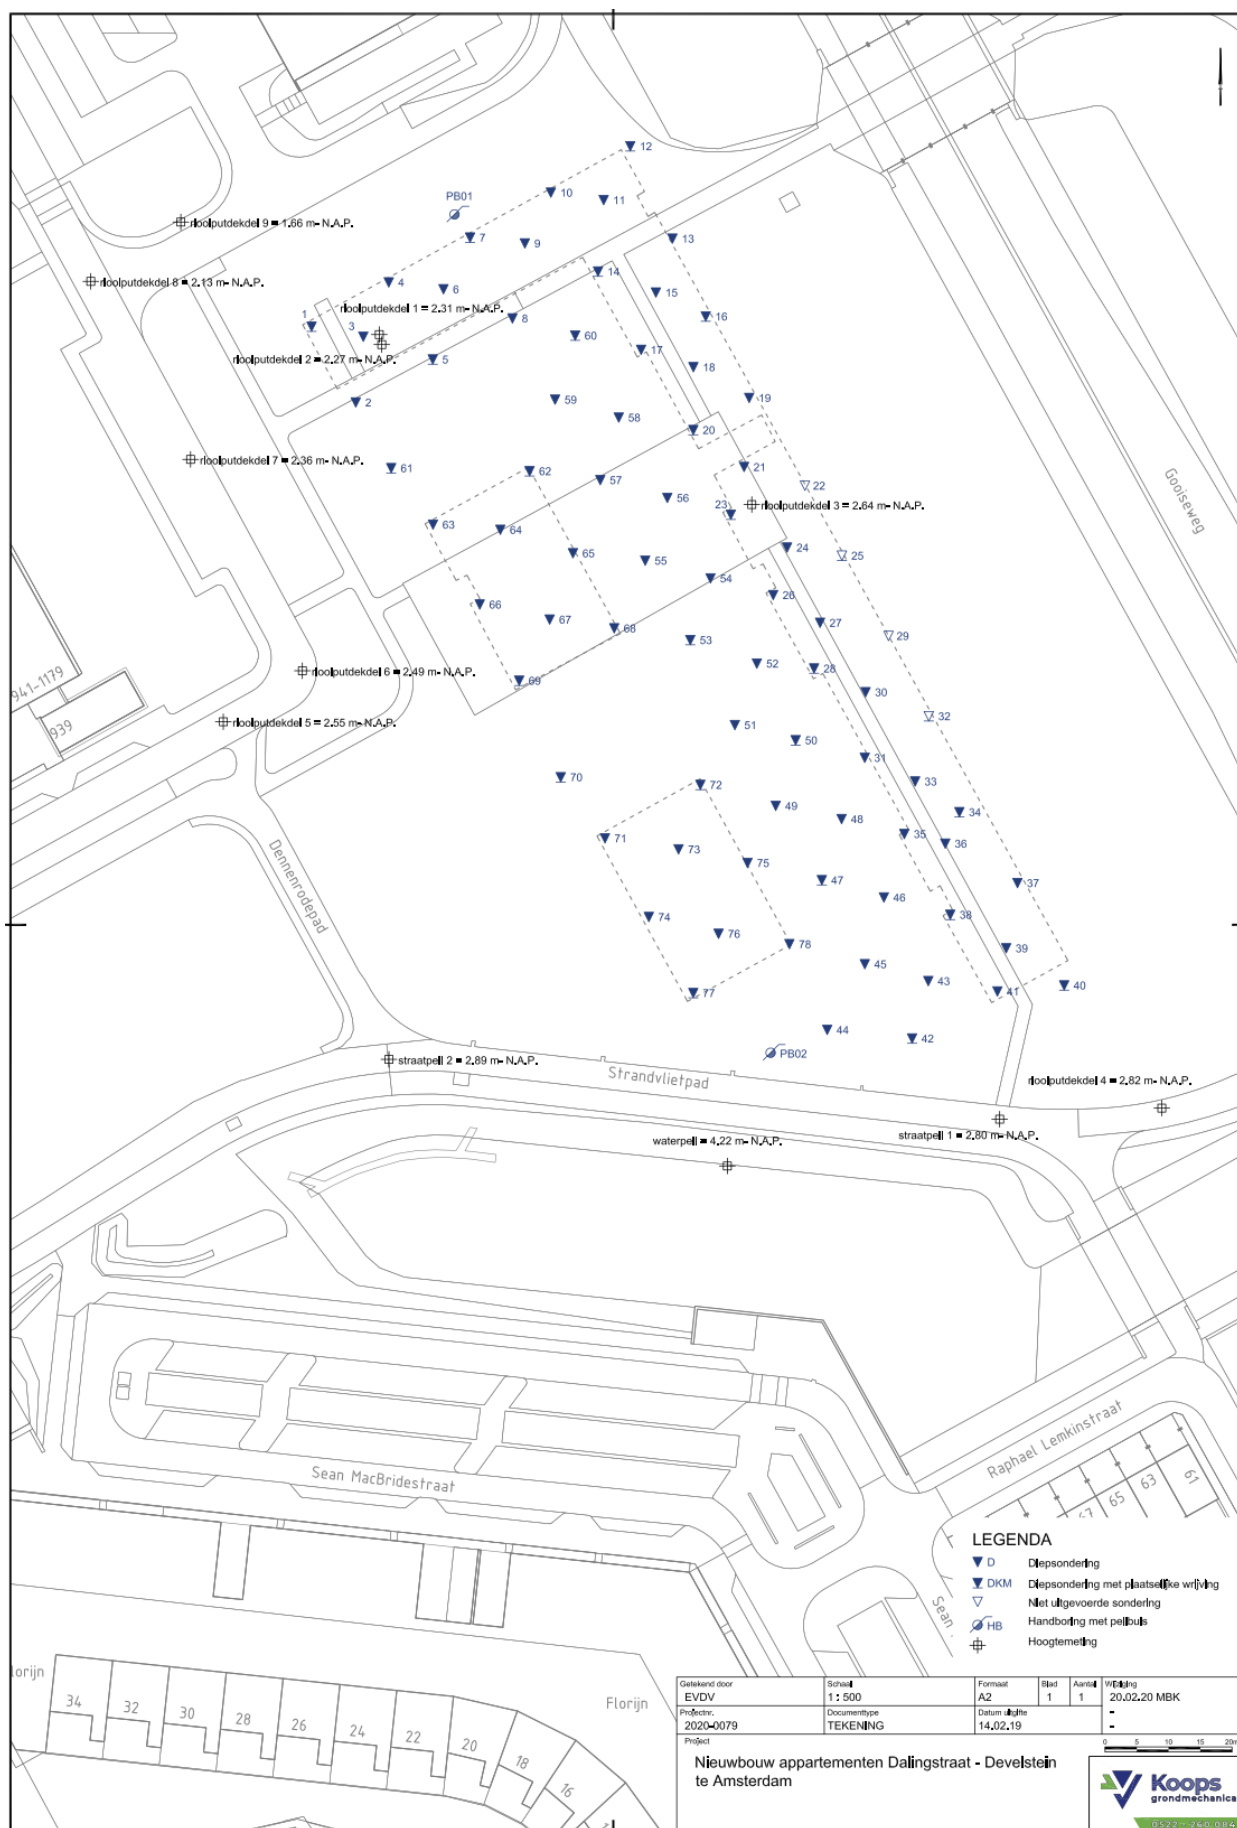 12
10
11
PB01
7
9
13
rioolputdekdel 9 = 1.66 m- N.A.P.
14
rioolputdekdel 8 = 2.13 m- N.A.P.
4
6
15
rioolputdekdel 1 = 2.31 m- N.A.P.
1
8
16
3
60
17
rioolputdekdel 2 = 2.27 m- N.A.P.
5
18
2
59
19
58
20
rioolputdekdel 7 = 2.36 m- N.A.P.
61
62
21
57
22
56
23
rioolputdekdel 3 = 2.64 m- N.A.P.
Gooiseweg
63
64
24
65
55
25
54
26
66
67
27
68
53
29
52
28
rioolputdekdel 6 = 2.49 m- N.A.P.
69
941-1179
30
939
rioolputdekdel 5 = 2.55 m- N.A.P.
51
32
50
31
70
72
33
49
34
48
71
35
73
36
Dennenrodepad
75
47
37
46
74
38
76
78
39
45
43
40
77
41
44
42
PB02
straatpeil 2 = 2.89 m- N.A.P.
Strandvlietpad
rioolputdekdel 4 = 2.82 m- N.A.P.
straatpeil 1 = 2.80 m- N.A.P.
waterpeil = 4.22 m- N.A.P.
Raphael Lemkinstraat
Sean MacBridestraat
61
63
65
67
LEGENDA
D Diepsondering
DKM Diepsondering met plaatselijke wrijving
Niet uitgevoerde sondering
HB Handboring met peilbuis
Hoogtemeting
Sean
lorijn
Florijn
34
32
30
28
26
24
22
20
18
16
Getekend door Schaal Formaat Blad Aantal Wijziging
EVDV 1 : 500 A2 1 1 20.02.20 MBK
Projectnr. Documenttype Datum uitgifte -
2020-0079 TEKENING 14.02.19 -
Project
0 5 10 15 20m
Nieuwbouw appartementen Dalingstraat - Develstein
te Amsterdam
Koops
grondmechanica
0522 - 260 084